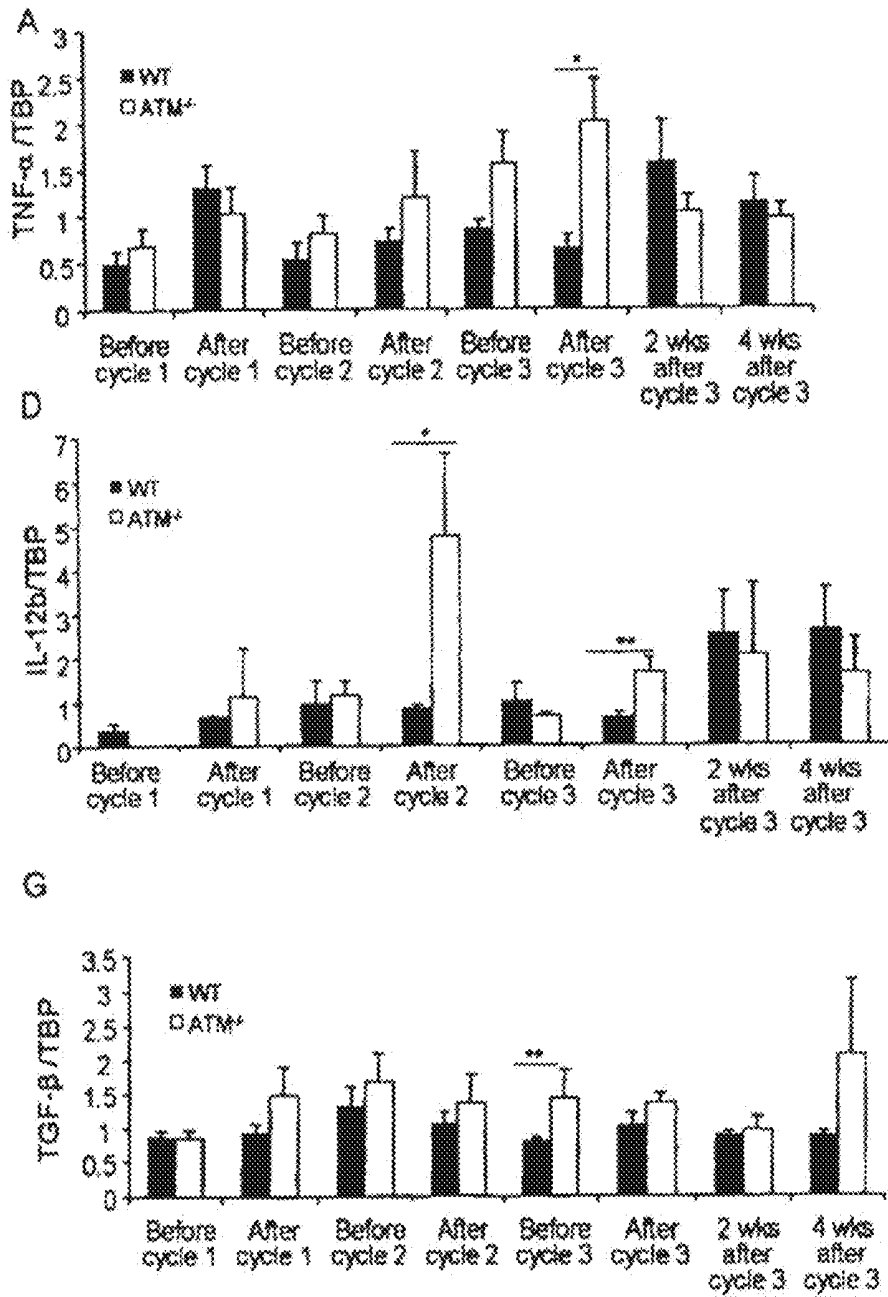 A
3
2.5
2
1.5
1
0.5
0
TNF-α /TBP
WT
ATM-/-
*
Before cycle 1
After cycle 1
Before cycle 2
After cycle 2
Before cycle 3
After cycle 3
2 wks after cycle 3
4 wks after cycle 3
D
7
6
5
4
3
2
1
0
IL-12b/TBP
WT
ATM-/-
*
**
Before cycle 1
After cycle 1
Before cycle 2
After cycle 2
Before cycle 3
After cycle 3
2 wks after cycle 3
4 wks after cycle 3
G
3.5
3
2.5
2
1.5
1
0.5
0
TGF-β /TBP
WT
ATM-/-
**
Before cycle 1
After cycle 1
Before cycle 2
After cycle 2
Before cycle 3
After cycle 3
2 wks after cycle 3
4 wks after cycle 3